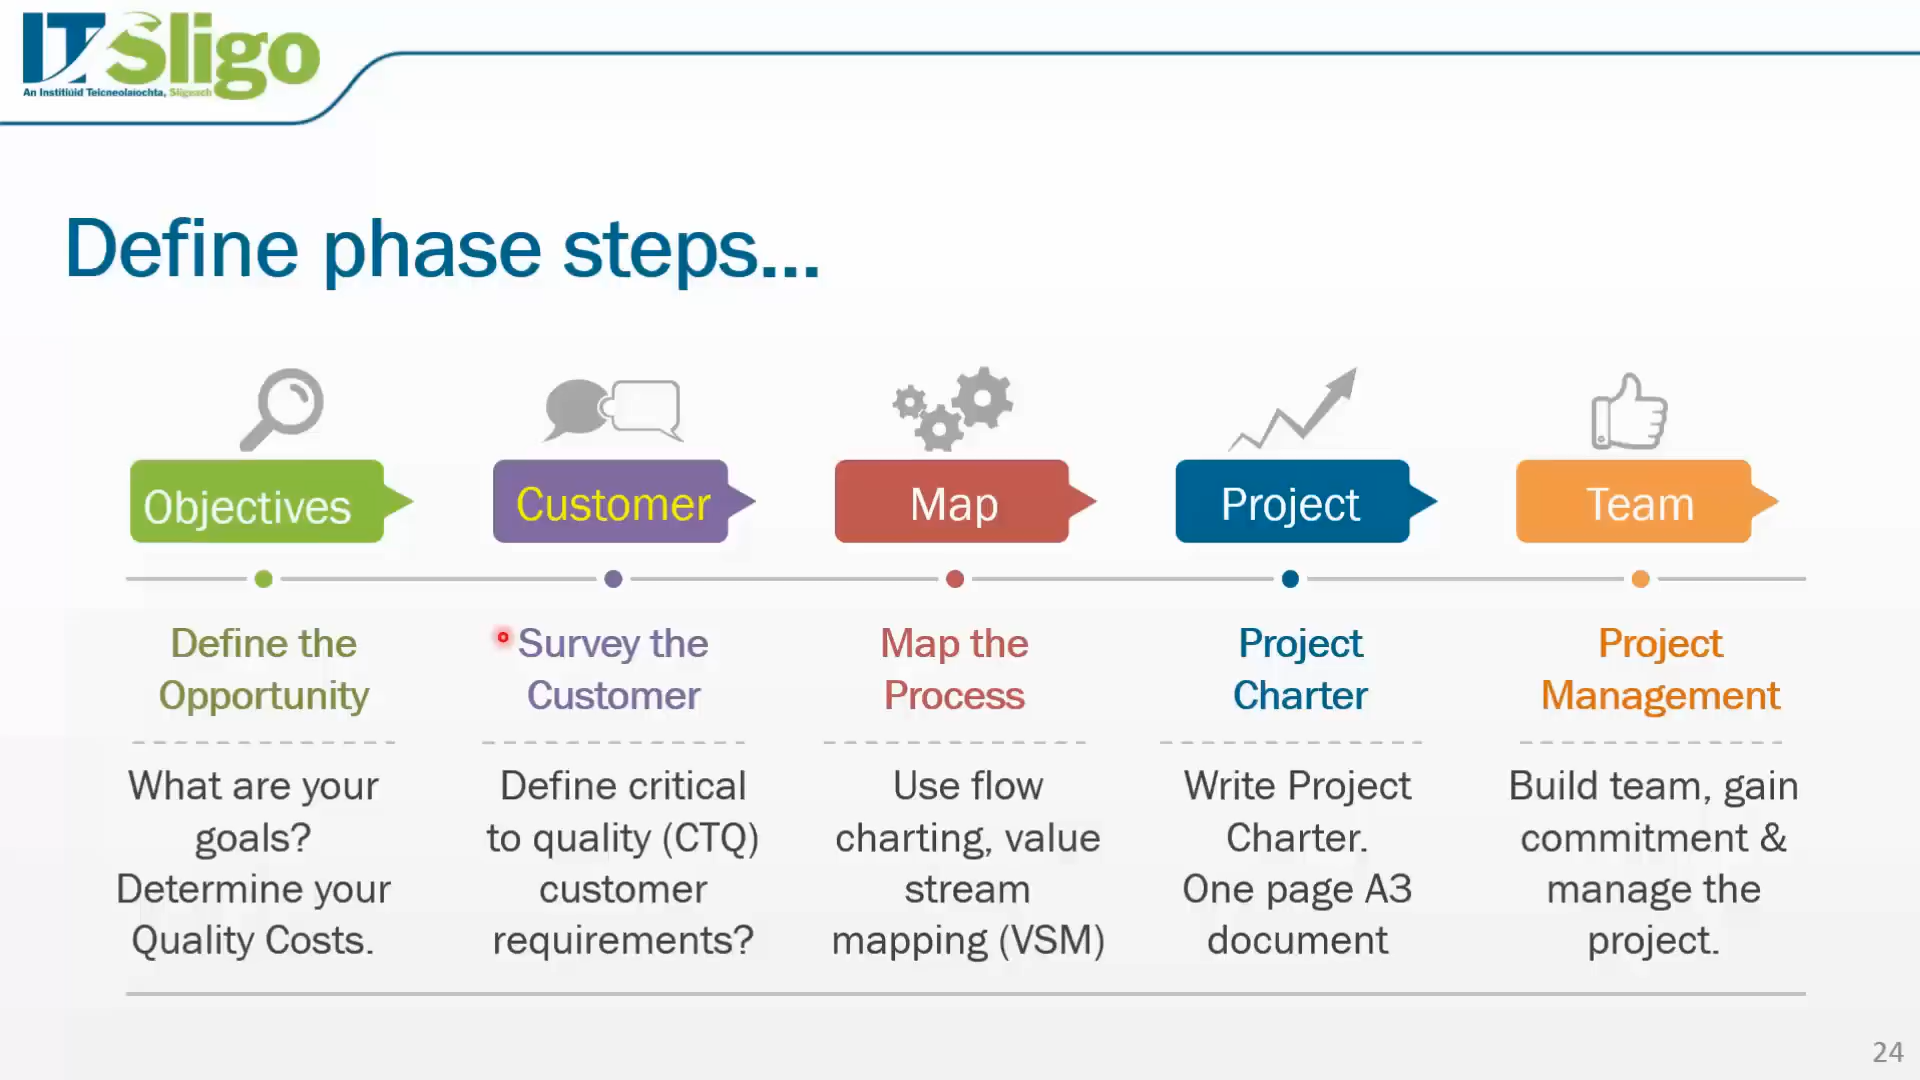 ITSligo
An Institiúid Teicneolaíochta, Sligeach
Define phase steps...
Objectives
Customer
Map
Project
Team
Define the
Opportunity
Survey the
Customer
Map the
Process
Project
Charter
Project
Management
What are your
goals?
Determine your
Quality Costs.
Define critical
to quality (CTQ)
customer
requirements?
Use flow
charting, value
stream
mapping (VSM)
Write Project
Charter.
One page A3
document
Build team, gain
commitment &
manage the
project.
24